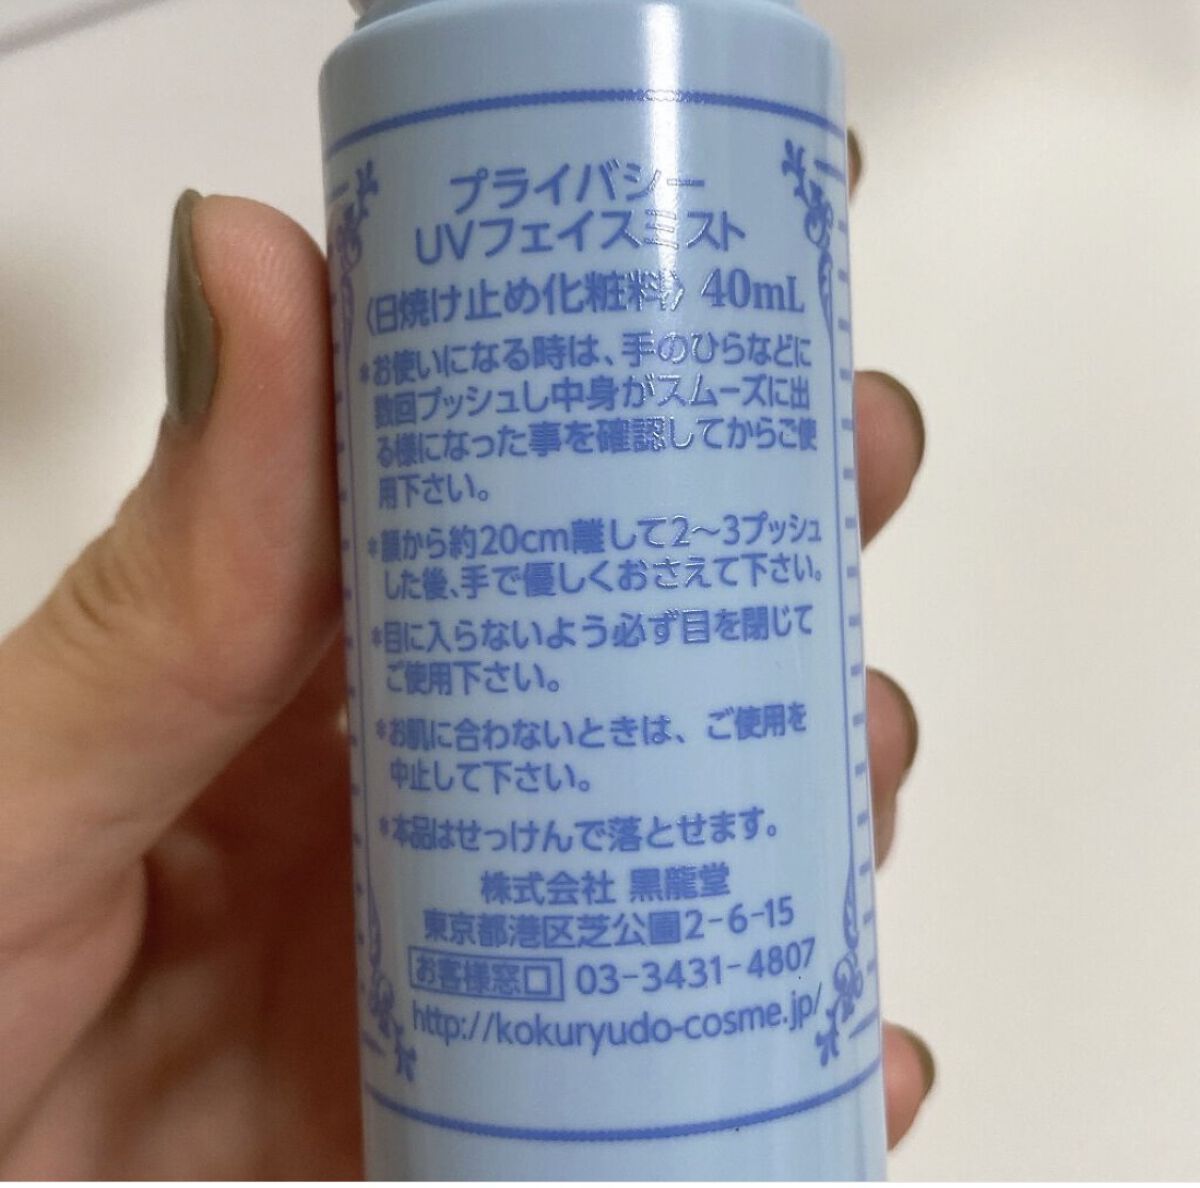 プライバシー
UVフェイスミスト
〈日焼け止め化粧料〉 40mL
*お使いになる時は、手のひらなどに
数回プッシュし中身がスムーズに出
る様になった事を確認してからご使
用下さい。
*顔から約20cm離して2〜3プッシュ
した後、手で優しくおさえて下さい。
*目に入らないよう必ず目を閉じて
ご使用下さい。
*お肌に合わないときは、ご使用を
中止して下さい。
*本品はせっけんで落とせます。
株式会社 黒龍堂
東京都港区芝公園2-6-15
お客様窓口 03-3431-4807
http://kokuryudo-cosme.jp/